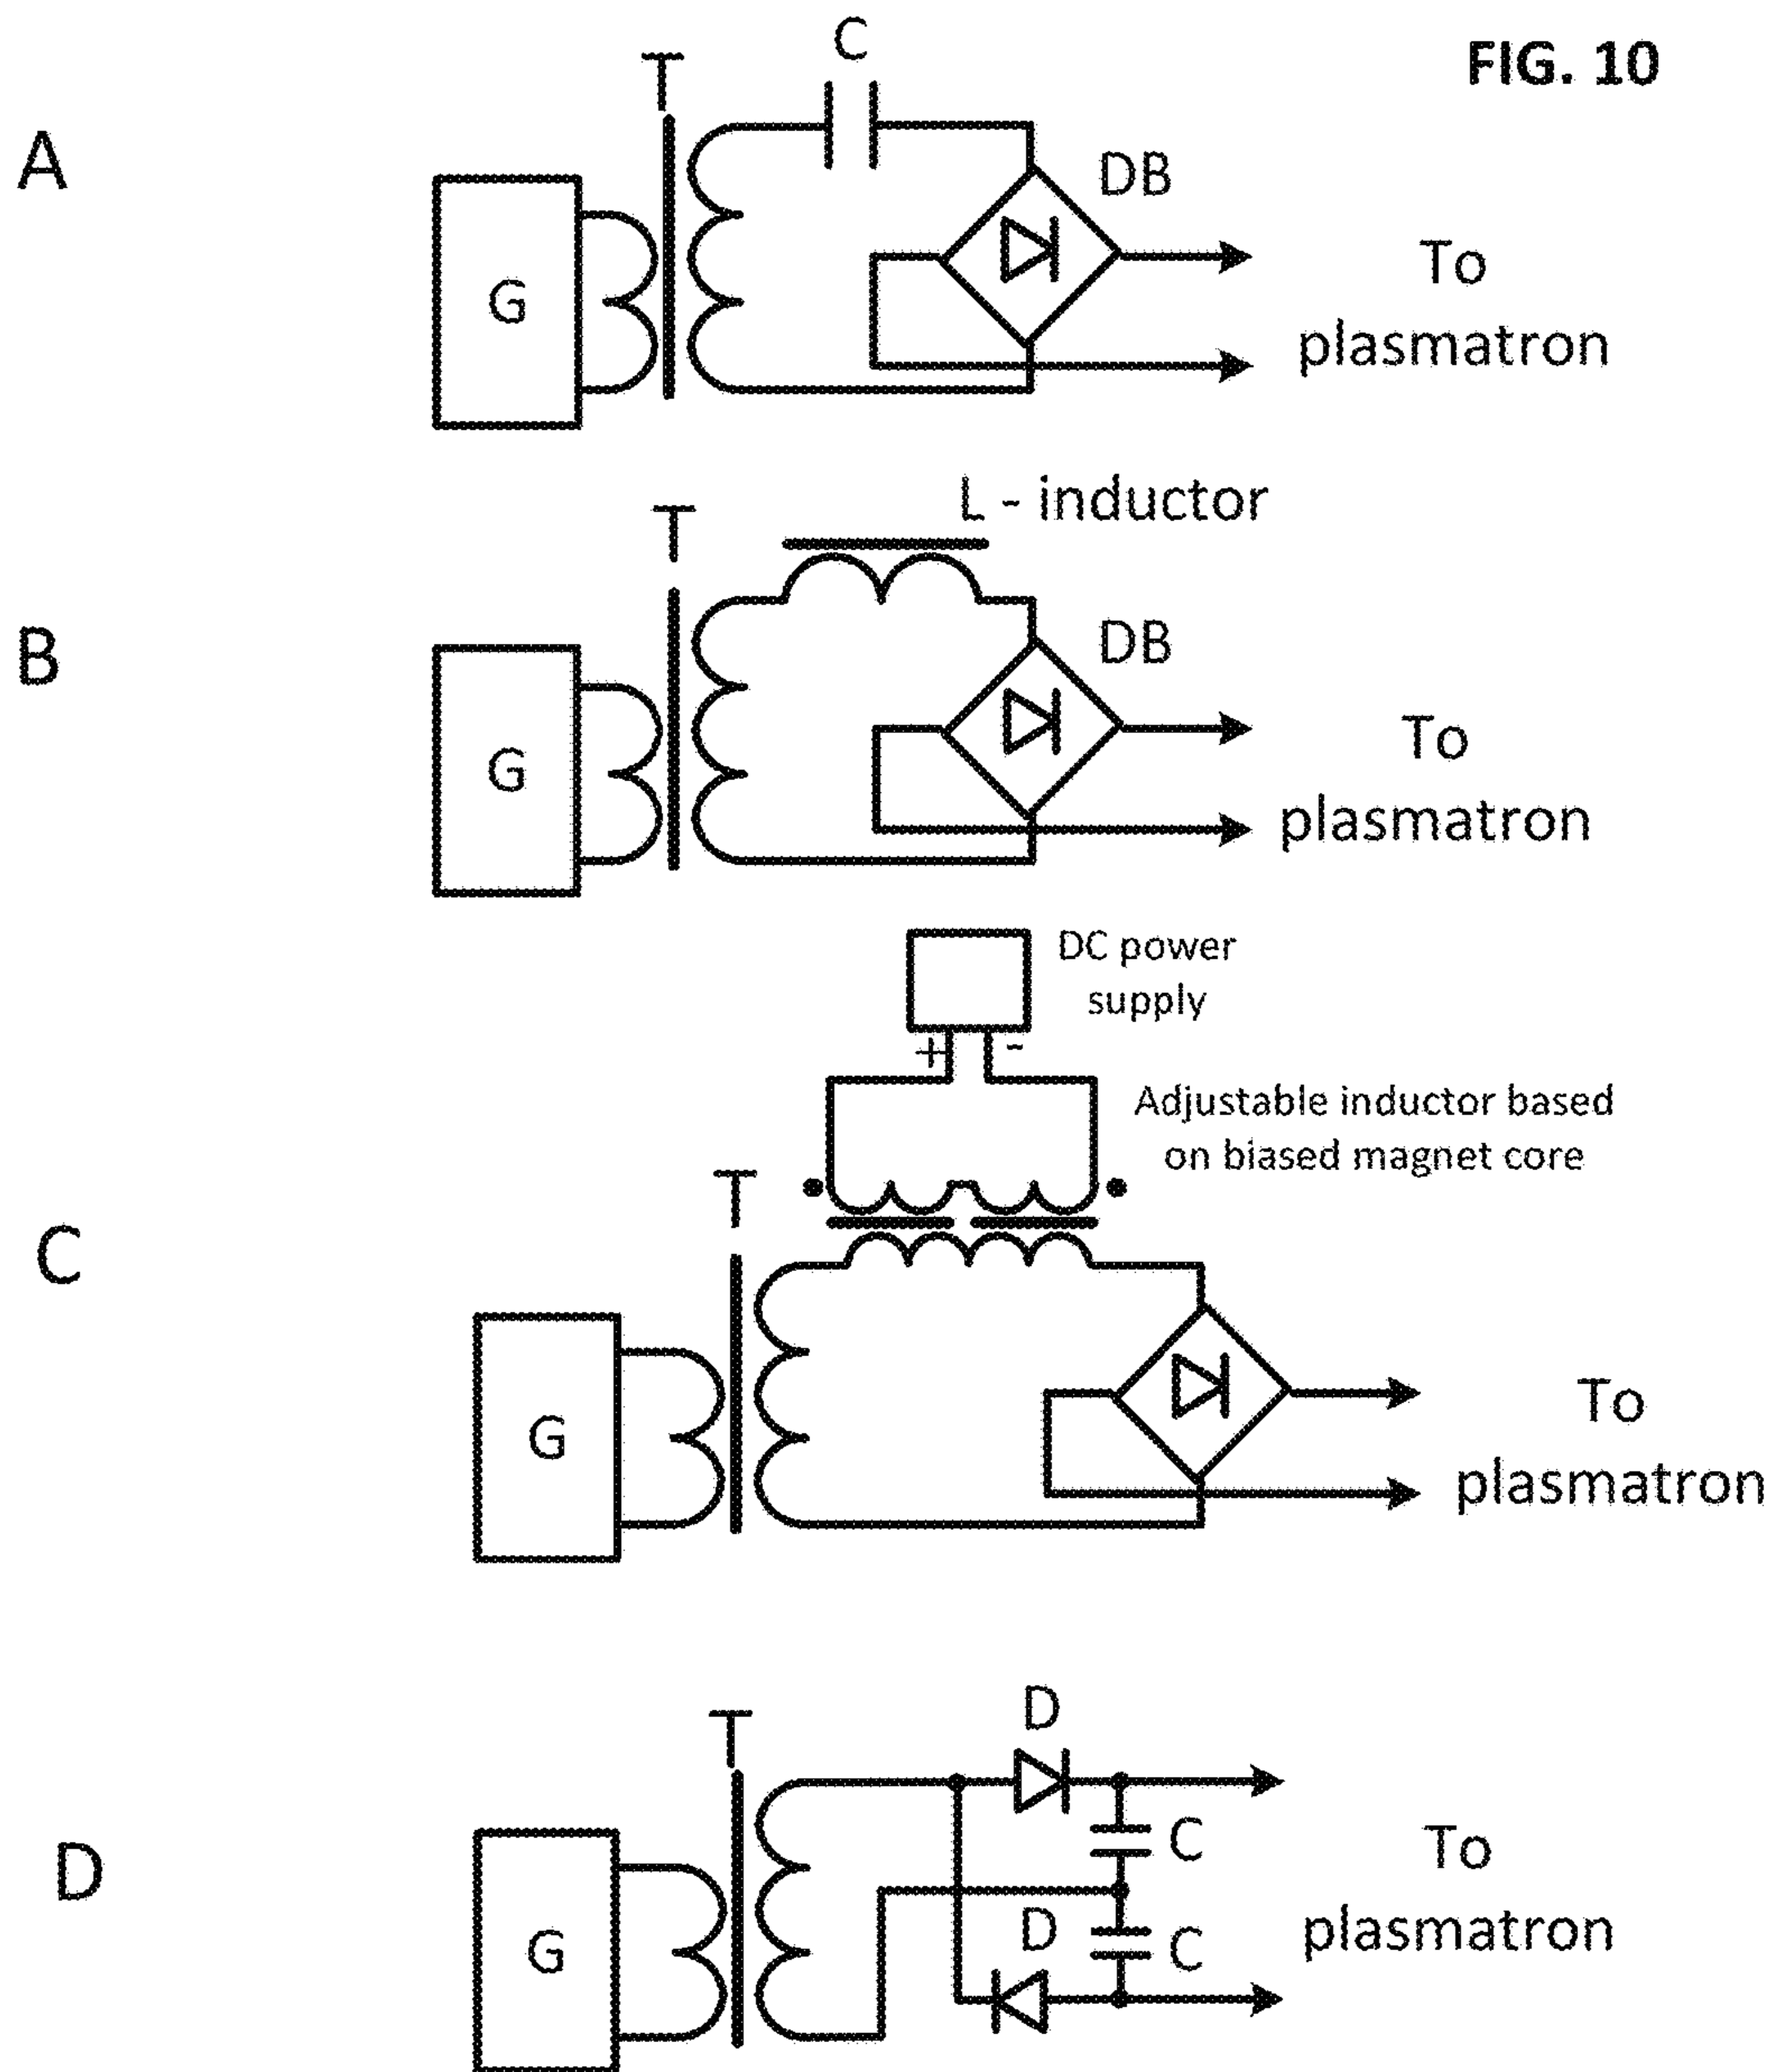 FIG. 10
A
T
C
DB
G
To
plasmatron
L - inductor
B
T
DB
G
To
plasmatron
DC power
supply
+ -
Adjustable inductor based
on biased magnet core
C
T
G
To
plasmatron
D
T
D
C
D
C
G
To
plasmatron